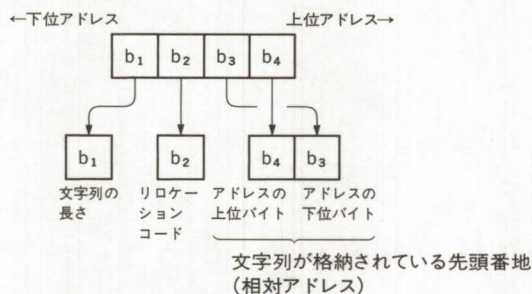 ←下位アドレス 上位アドレス→
b1 b2 b3 b4
b1 b2 b4 b3
文字列の長さ
リロケーションコード
アドレスの上位バイト
アドレスの下位バイト
文字列が格納されている先頭番地
(相対アドレス)